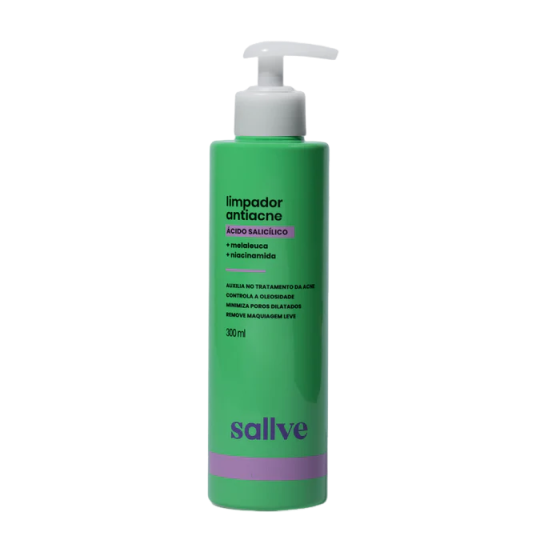 limpador
antiacne
ÁCIDO SALICÍLICO
+ melaleuca
+ niacinamida
AUXILIA NO TRATAMENTO DA ACNE
CONTROLA A OLEOSIDADE
MINIMIZA POROS DILATADOS
REMOVE MAQUIAGEM LEVE
300 ml
sallve